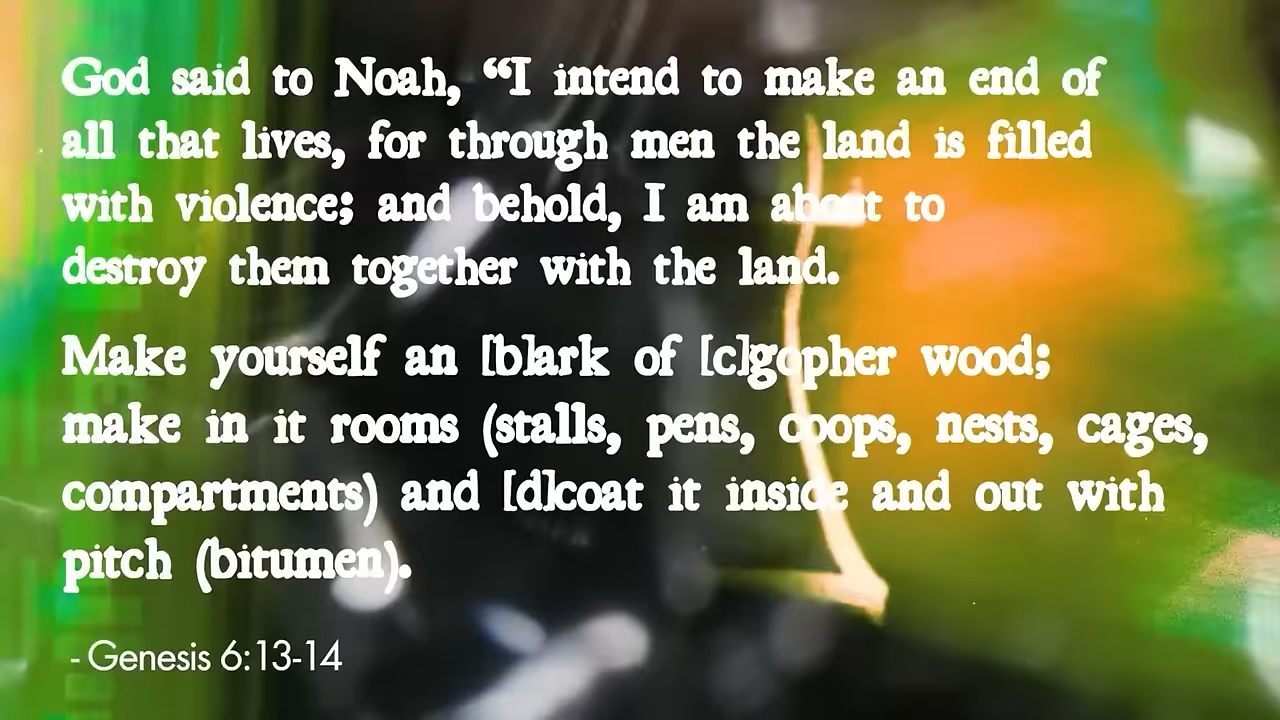 God said to Noah, “I intend to make an end of
all that lives, for through men the land is filled
with violence; and behold, I am about to
destroy them together with the land.
Make yourself an [b]ark of [c]gopher wood;
make in it rooms (stalls, pens, coops, nests, cages,
compartments) and [d]coat it inside and out with
pitch (bitumen).
- Genesis 6:13-14